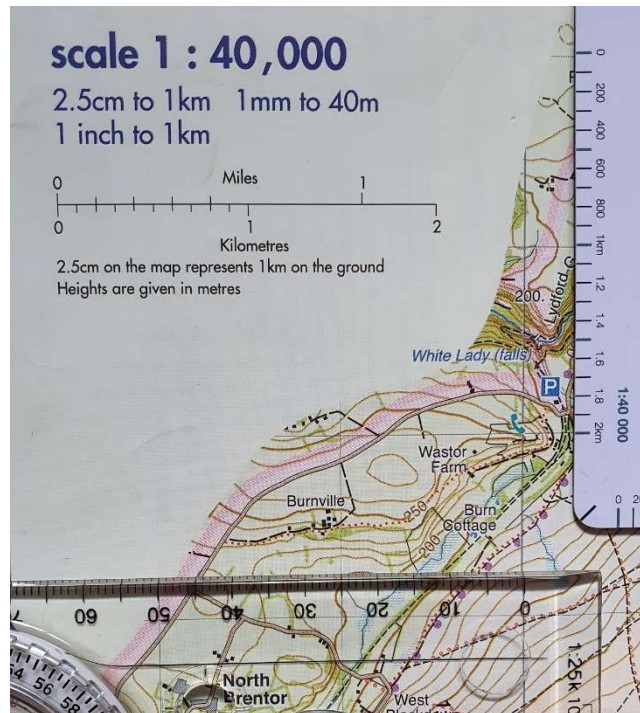 scale 1 : 40,000
2.5cm to 1km 1mm to 40m
1 inch to 1km
0 Miles 1
0 1 2
Kilometres
2.5cm on the map represents 1km on the ground
Heights are given in metres
0
200
400
600
800
1km
1.2
1.4
1.6
1.8
2km
1:40 000
200.
Lydford
White Lady (falls)
P
Wastor
Farm
Burnville
250
Burn
Cottage
200
60 50 40 30 20 10 0
1:25k
54 56 58
North
Brentor
West